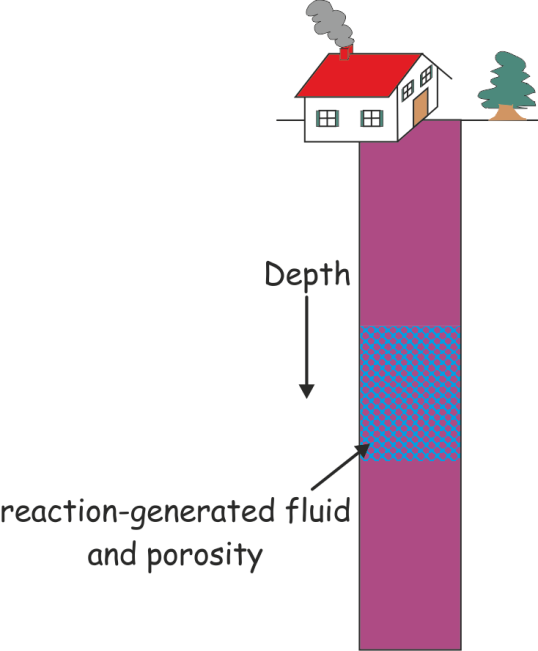 Depth
reaction-generated fluid
and porosity